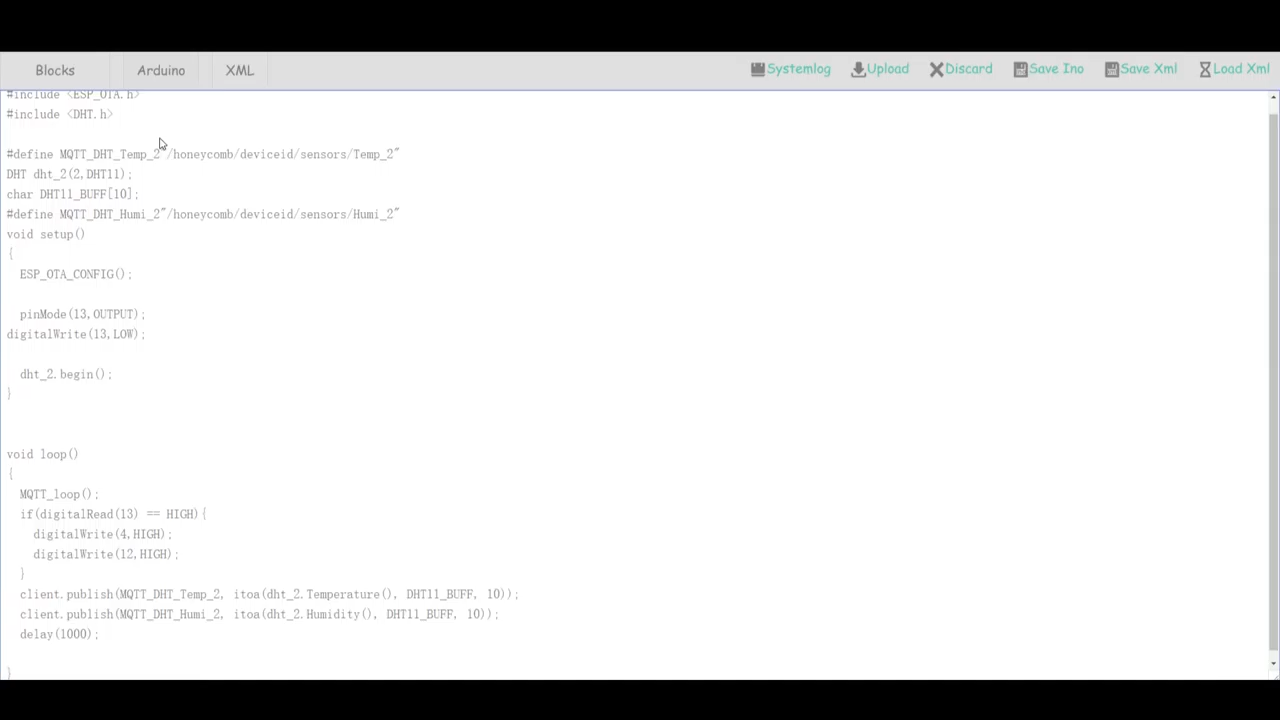 Blocks Arduino XML Systemlog Upload Discard Save Ino Save Xml Load Xml
#include <ESP_OTA.h>
#include <DHT.h>
#define MQTT_DHT_Temp_2"/honeycomb/deviceid/sensors/Temp_2"
DHT dht_2(2,DHT11);
char DHT11_BUFF[10];
#define MQTT_DHT_Humi_2"/honeycomb/deviceid/sensors/Humi_2"
void setup()
{
  ESP_OTA_CONFIG();
  pinMode(13,OUTPUT);
digitalWrite(13,LOW);
  dht_2.begin();
}
void loop()
{
  MQTT_loop();
  if(digitalRead(13) == HIGH){
    digitalWrite(4,HIGH);
    digitalWrite(12,HIGH);
  }
  client.publish(MQTT_DHT_Temp_2, itoa(dht_2.Temperature(), DHT11_BUFF, 10));
  client.publish(MQTT_DHT_Humi_2, itoa(dht_2.Humidity(), DHT11_BUFF, 10));
  delay(1000);
}